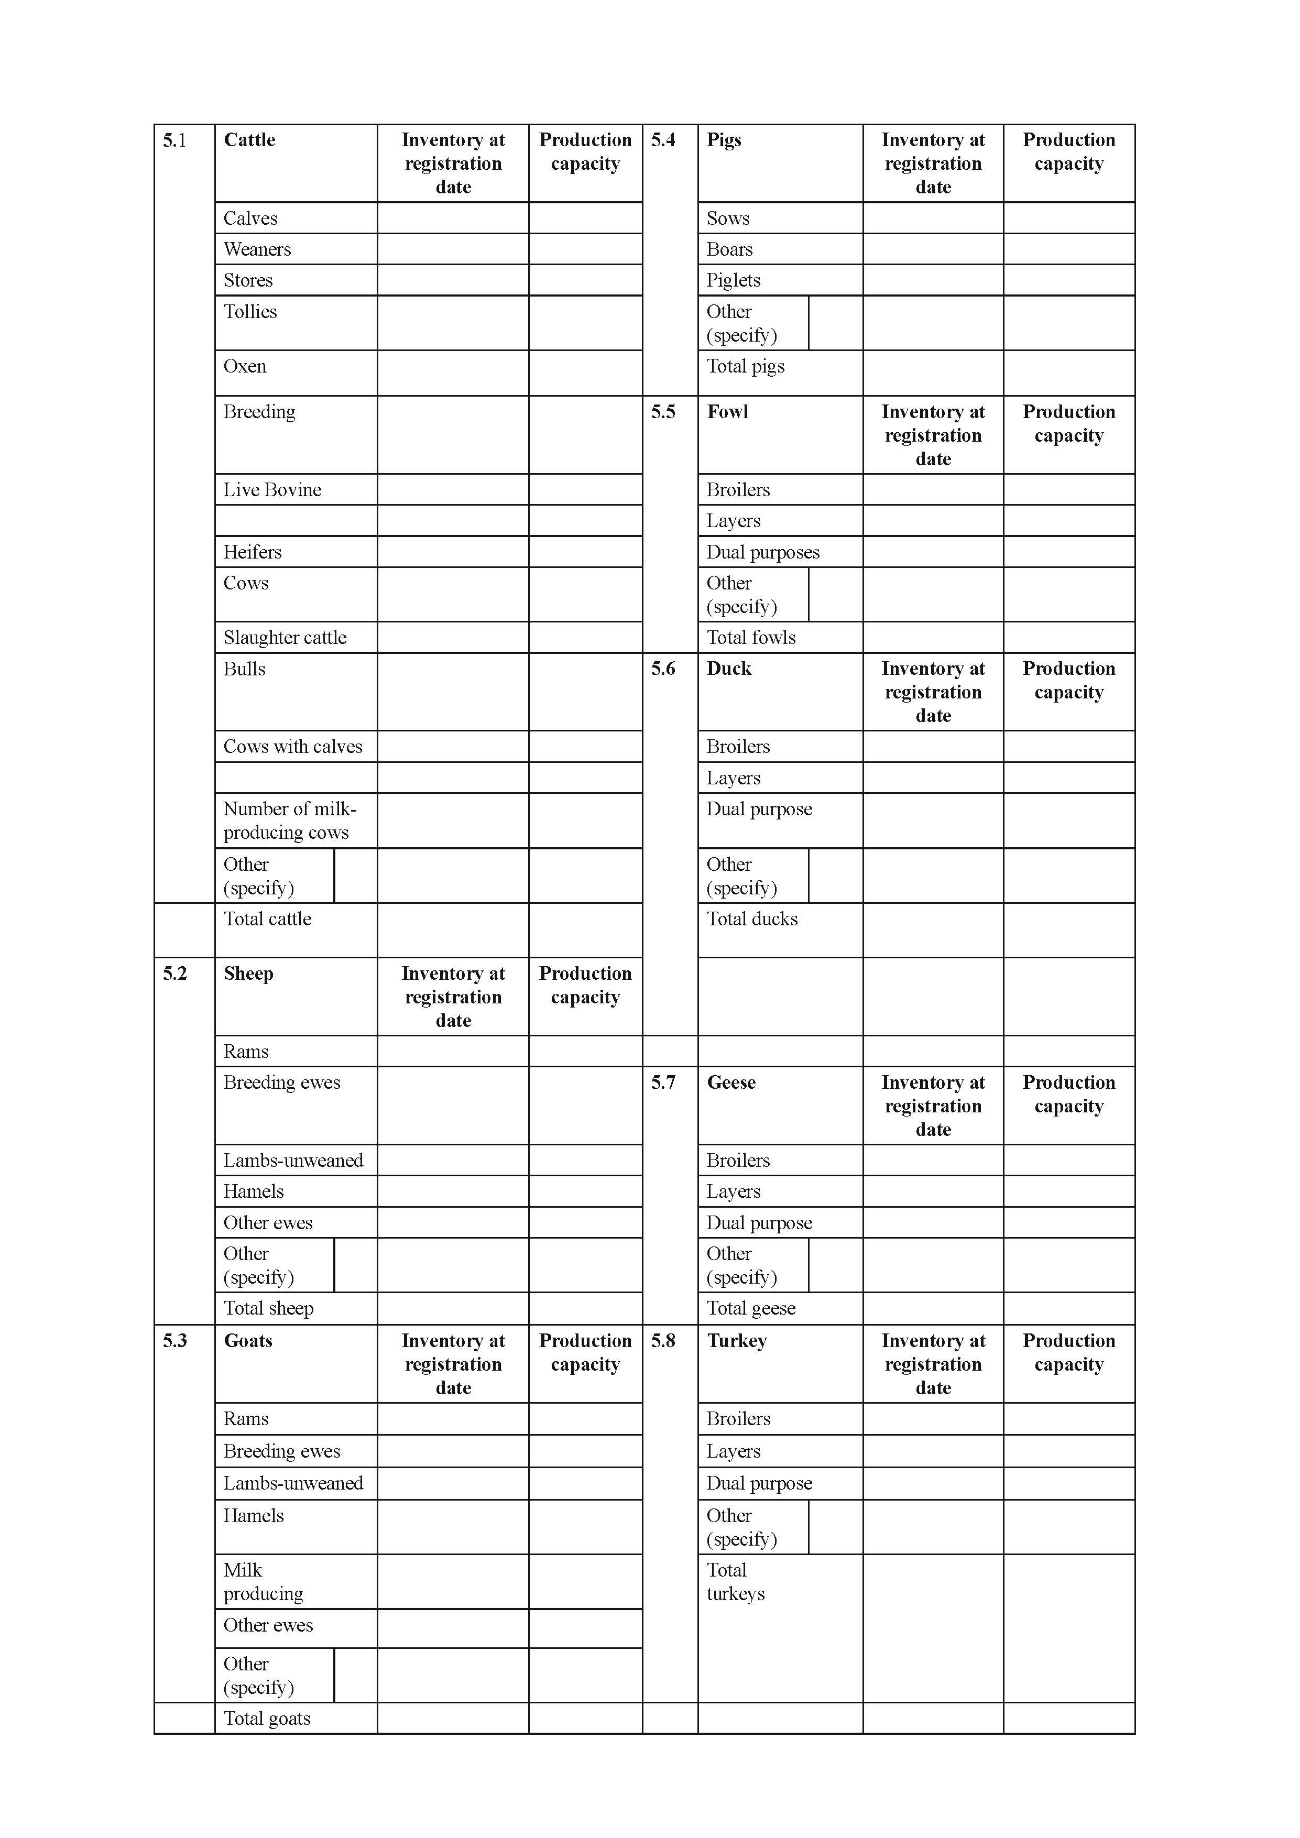 5.1 Cattle Inventory at Production 5.4 Pigs Inventory at Production
registration capacity registration capacity
date date
Calves Sows
Weaners Boars
Stores Piglets
Tollies Other
(specify)
Oxen Total pigs
Breeding 5.5 Fowl Inventory at Production
registration capacity
date
Live Bovine Broilers
Layers
Heifers Dual purposes
Cows Other
(specify)
Slaughter cattle Total fowls
Bulls 5.6 Duck Inventory at Production
registration capacity
date
Cows with calves Broilers
Layers
Number of milk- Dual purpose
producing cows
Other Other
(specify) (specify)
Total cattle Total ducks
5.2 Sheep Inventory at Production
registration capacity
date
Rams
Breeding ewes 5.7 Geese Inventory at Production
registration capacity
date
Lambs-unweaned Broilers
Hamels Layers
Other ewes Dual purpose
Other Other
(specify) (specify)
Total sheep Total geese
5.3 Goats Inventory at Production 5.8 Turkey Inventory at Production
registration capacity registration capacity
date date
Rams Broilers
Breeding ewes Layers
Lambs-unweaned Dual purpose
Hamels Other
(specify)
Milk Total
producing turkeys
Other ewes
Other
(specify)
Total goats